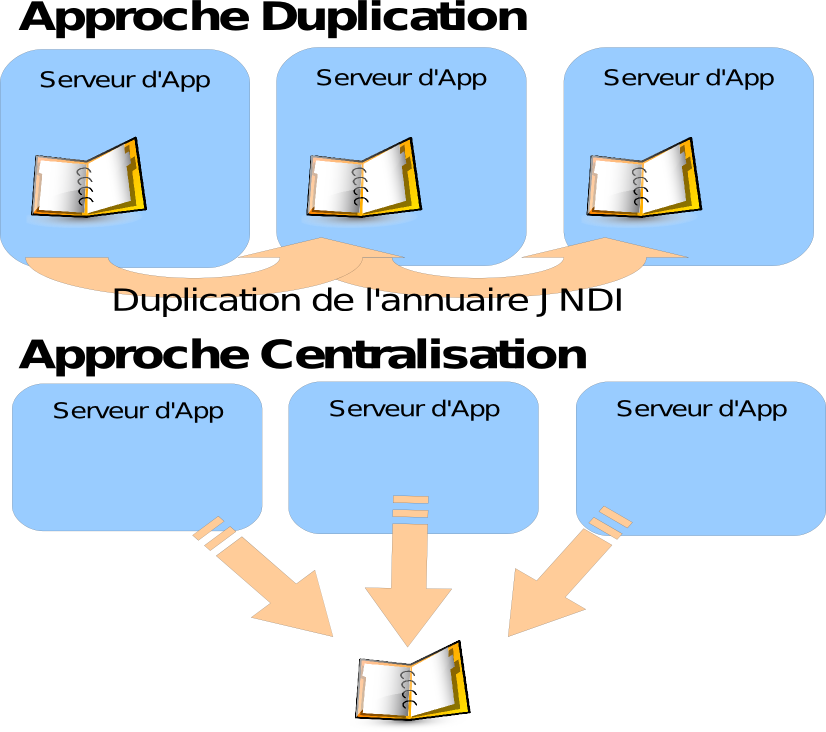 Approche Duplication
Serveur d'App
Serveur d'App
Serveur d'App
Duplication de l'annuaire JNDI
Approche Centralisation
Serveur d'App
Serveur d'App
Serveur d'App